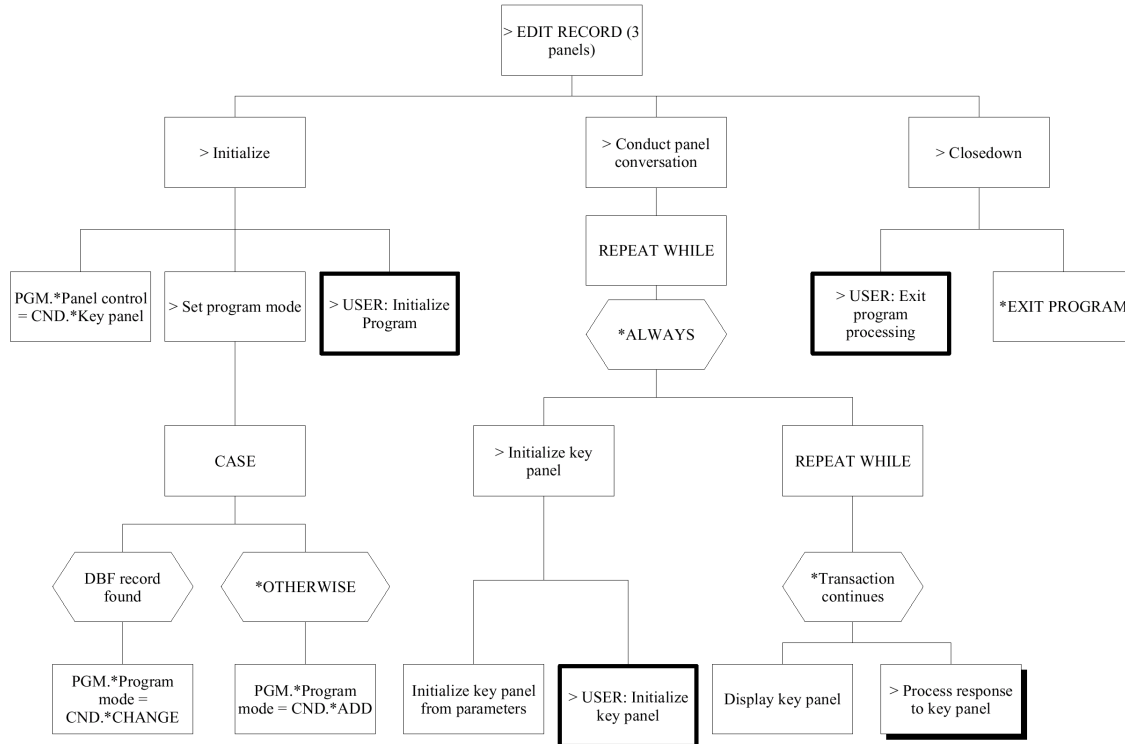 > EDIT RECORD (3
panels)
> Initialize
> Conduct panel
conversation
> Closedown
REPEAT WHILE
PGM.*Panel control
= CND.*Key panel
> Set program mode
> USER: Initialize
Program
> USER: Exit
program
processing
*EXIT PROGRAM
*ALWAYS
CASE
> Initialize key
panel
REPEAT WHILE
DBF record
found
*OTHERWISE
*Transaction
continues
PGM.*Program
mode =
CND.*CHANGE
PGM.*Program
mode = CND.*ADD
Initialize key panel
from parameters
> USER: Initialize
key panel
Display key panel
> Process response
to key panel